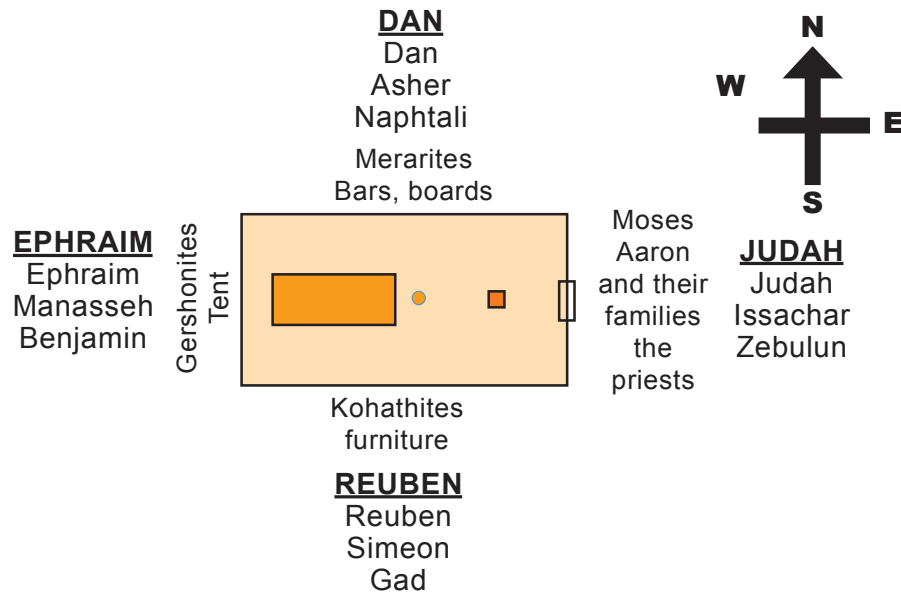 DAN
Dan
Asher
Naphtali
Merarites
Bars, boards
N
W
E
S
EPHRAIM
Ephraim
Manasseh
Benjamin
Gershonites
Tent
Moses
Aaron
and their
families
the
priests
JUDAH
Judah
Issachar
Zebulun
Kohathites
furniture
REUBEN
Reuben
Simeon
Gad